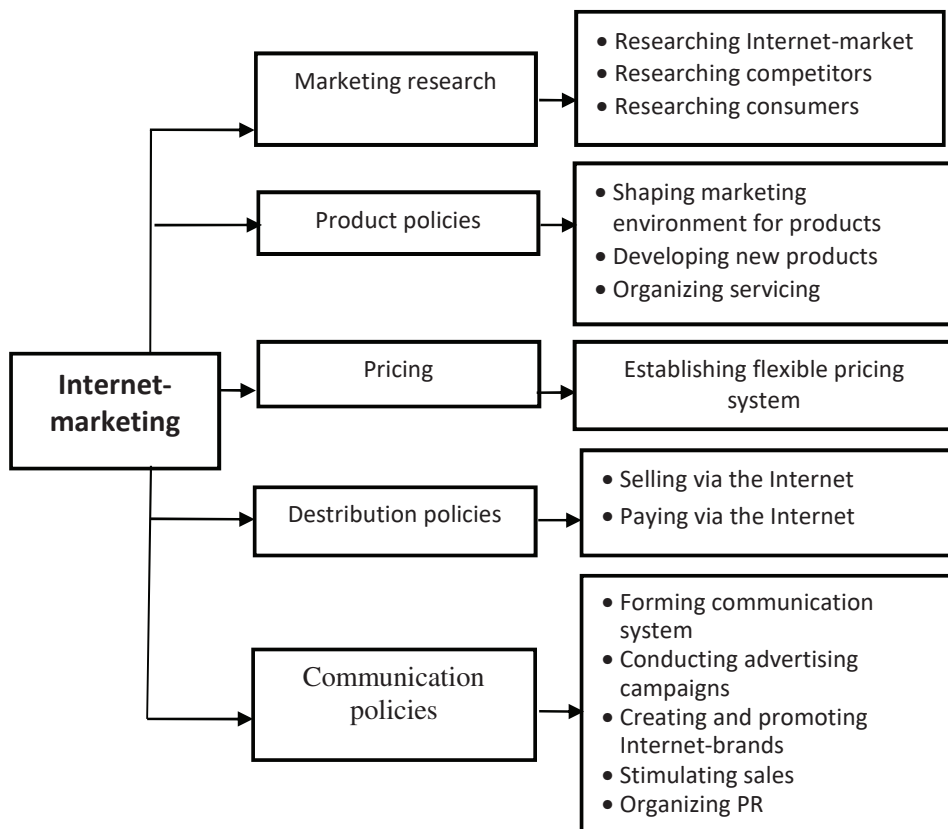 Marketing research
• Researching Internet-market
• Researching competitors
• Researching consumers
Product policies
• Shaping marketing
environment for products
• Developing new products
• Organizing servicing
Internet-
marketing
Pricing
Establishing flexible pricing
system
Destribution policies
• Selling via the Internet
• Paying via the Internet
Communication
policies
• Forming communication
system
• Conducting advertising
campaigns
• Creating and promoting
Internet-brands
• Stimulating sales
• Organizing PR